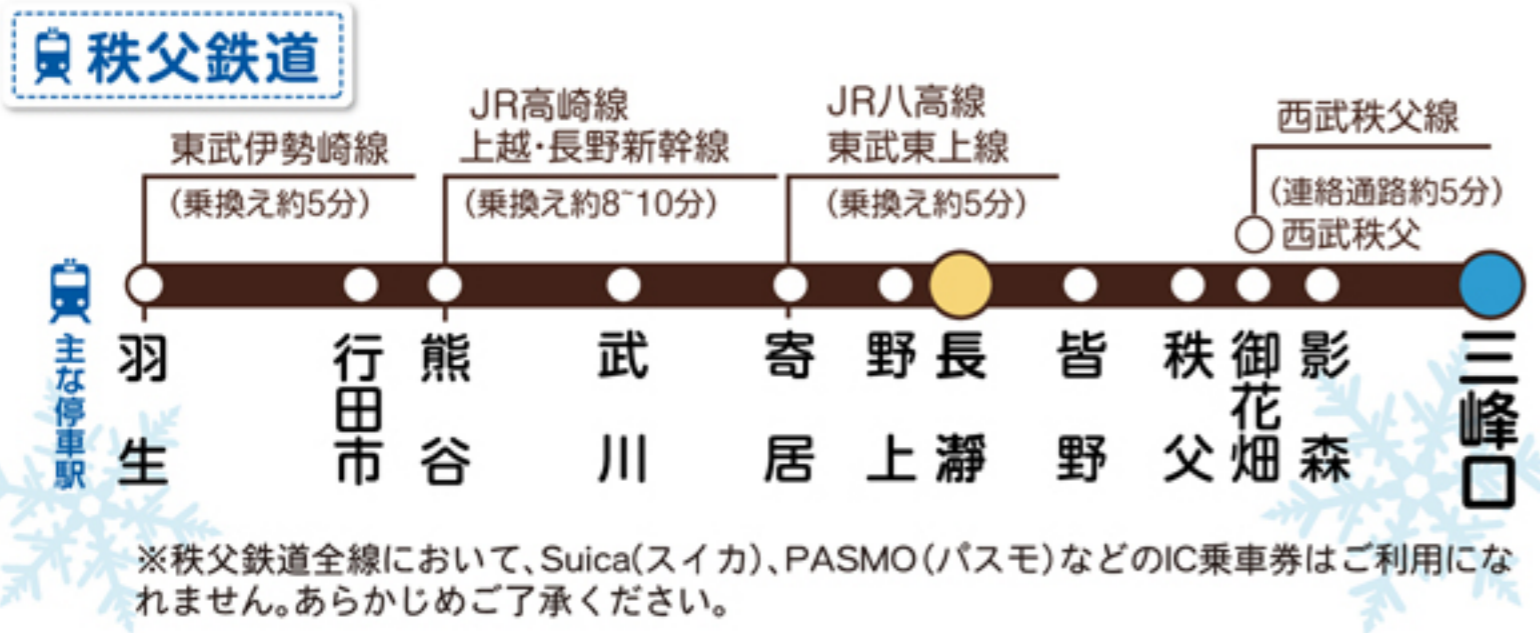 秩父鉄道
東武伊勢崎線
(乗換え約5分)
JR高崎線
上越・長野新幹線
(乗換え約8~10分)
JR八高線
東武東上線
(乗換え約5分)
西武秩父線
(連絡通路約5分)
西武秩父
主な停車駅
羽生
行田市
熊谷
武川
寄居
野上
長瀞
皆野
秩父
御花畑
影森
三峰口
※秩父鉄道全線において、Suica(スイカ)、PASMO(パスモ)などのIC乗車券はご利用にな
れません。あらかじめご了承ください。